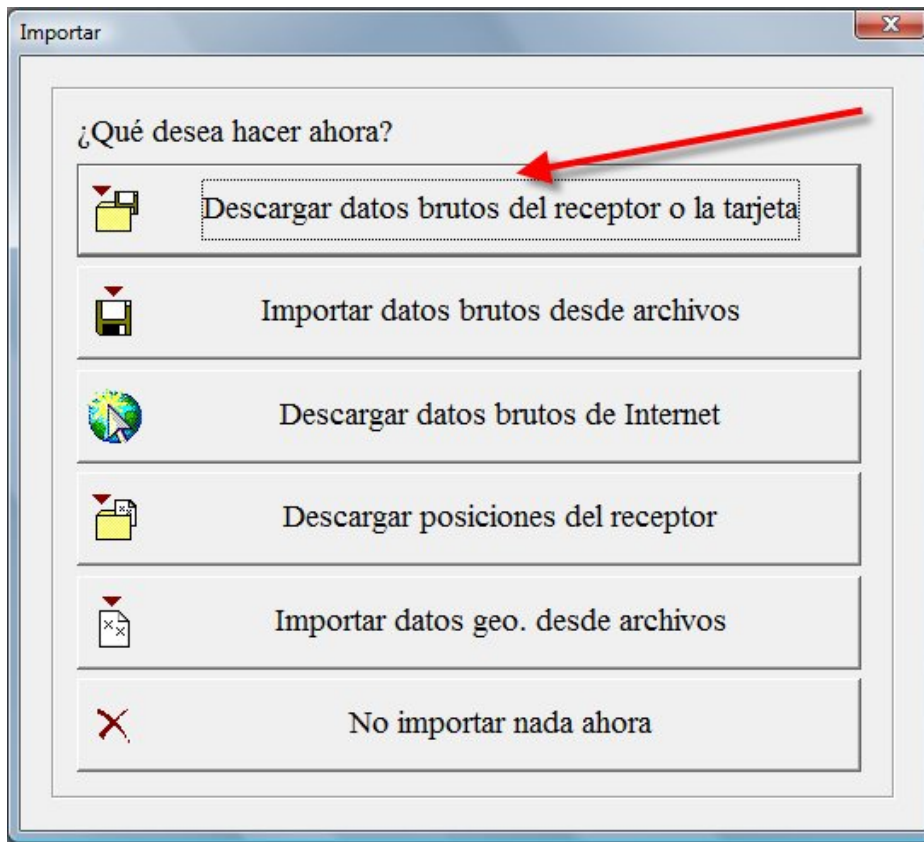 Importar
¿Qué desea hacer ahora?
Descargar datos brutos del receptor o la tarjeta
Importar datos brutos desde archivos
Descargar datos brutos de Internet
Descargar posiciones del receptor
Importar datos geo. desde archivos
No importar nada ahora